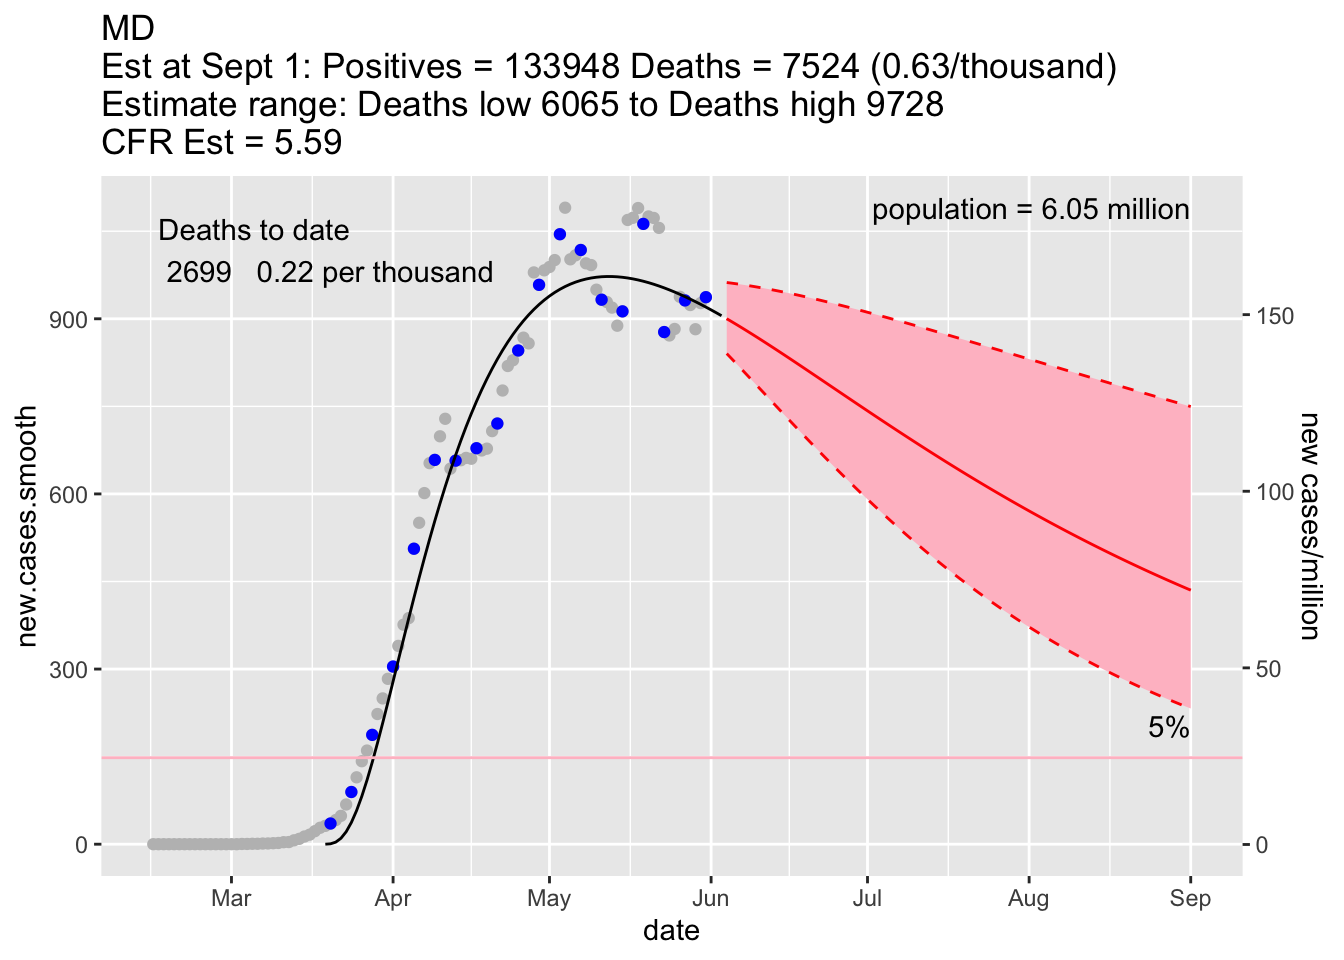 MD
Est at Sept 1: Positives = 133948 Deaths = 7524 (0.63/thousand)
Estimate range: Deaths low 6065 to Deaths high 9728
CFR Est = 5.59
Deaths to date
2699 0.22 per thousand
population = 6.05 million
900
600
300
0
new.cases.smooth
150
100
50
0
new cases/million
5%
Mar Apr May Jun Jul Aug Sep
date